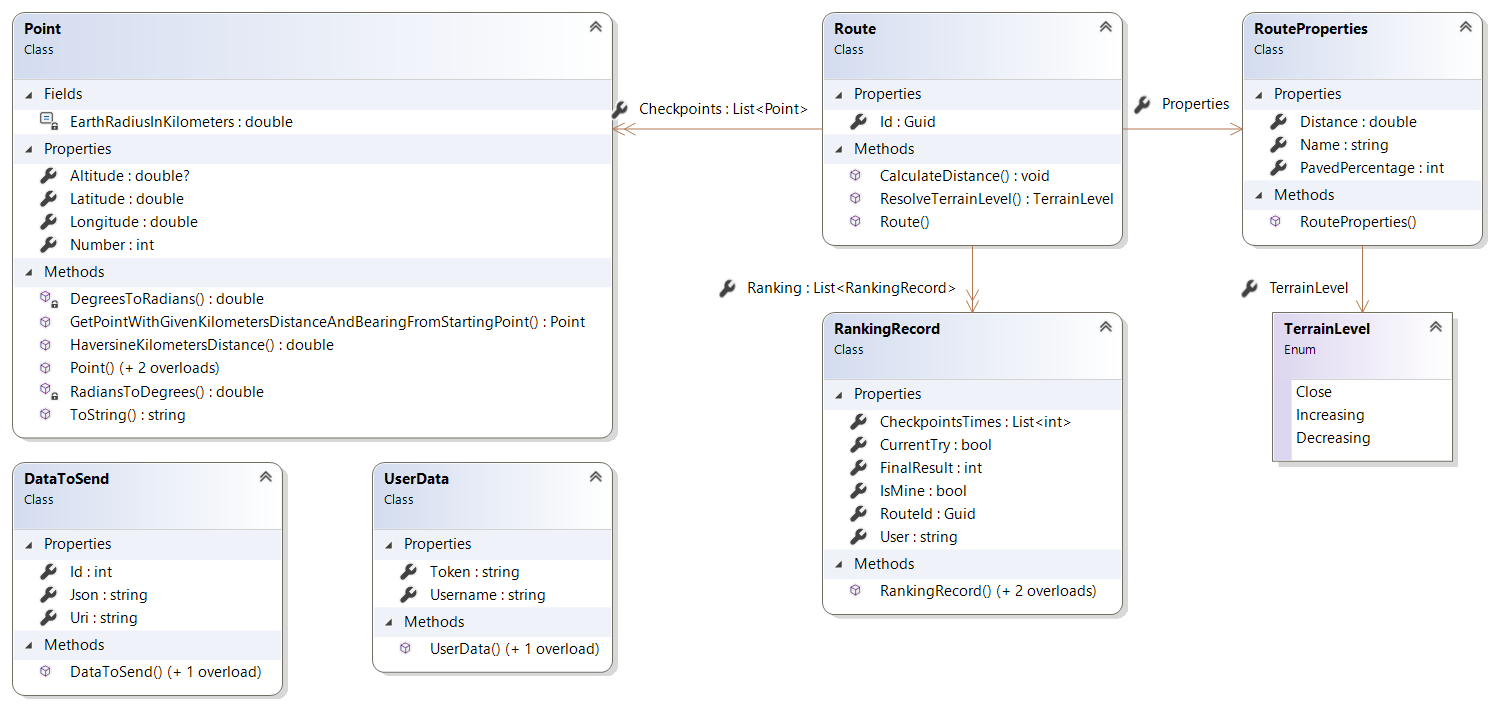 Point
Class
Fields
EarthRadiusInKilometers : double
Properties
Altitude : double?
Latitude : double
Longitude : double
Number : int
Methods
DegreesToRadians() : double
GetPointWithGivenKilometersDistanceAndBearingFromStartingPoint() : Point
HaversineKilometersDistance() : double
Point() (+ 2 overloads)
RadiansToDegrees() : double
ToString() : string
Checkpoints : List<Point>
Route
Class
Properties
Id : Guid
Methods
CalculateDistance() : void
ResolveTerrainLevel() : TerrainLevel
Route()
Properties
RouteProperties
Class
Properties
Distance : double
Name : string
PavedPercentage : int
Methods
RouteProperties()
Ranking : List<RankingRecord>
RankingRecord
Class
Properties
CheckpointsTimes : List<int>
CurrentTry : bool
FinalResult : int
IsMine : bool
RouteId : Guid
User : string
Methods
RankingRecord() (+ 2 overloads)
TerrainLevel
TerrainLevel
Enum
Close
Increasing
Decreasing
DataToSend
Class
Properties
Id : int
Json : string
Uri : string
Methods
DataToSend() (+ 1 overload)
UserData
Class
Properties
Token : string
Username : string
Methods
UserData() (+ 1 overload)